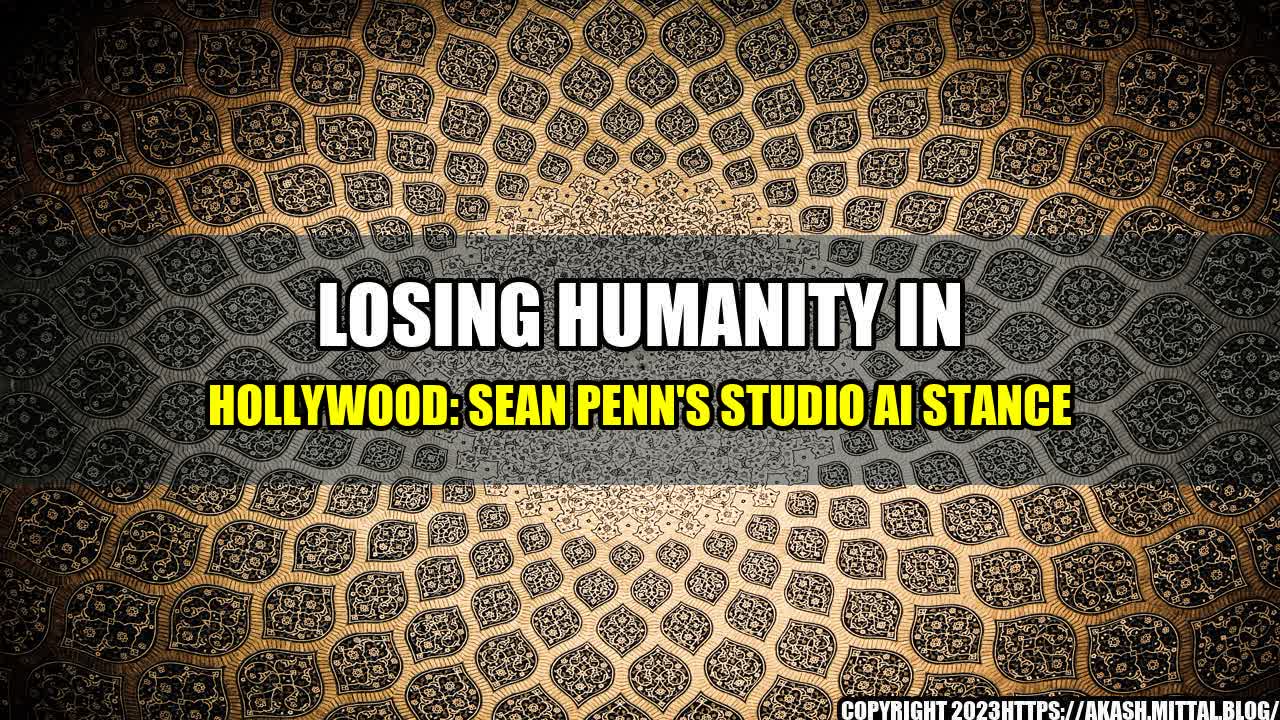 LOSING HUMANITY IN
HOLLYWOOD: SEAN PENN'S STUDIO AI STANCE
COPYRIGHT 2023HTTPS://AKASH.MITTAL.BLOG/